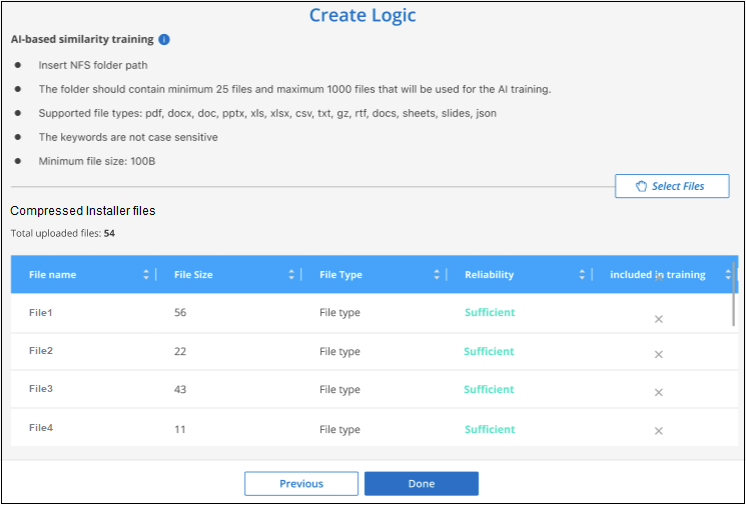 Create Logic
AI-based similarity training i
Insert NFS folder path
The folder should contain minimum 25 files and maximum 1000 files that will be used for the AI training.
Supported file types: pdf, docx, doc, pptx, xls, xlsx, csv, txt, gz, rtf, docs, sheets, slides, json
The keywords are not case sensitive
Minimum file size: 100B
Select Files
Compressed Installer files
Total uploaded files: 54
File name File Size File Type Reliability included in training
File1 56 File type Sufficient
File2 22 File type Sufficient
File3 43 File type Sufficient
File4 11 File type Sufficient
Previous Done